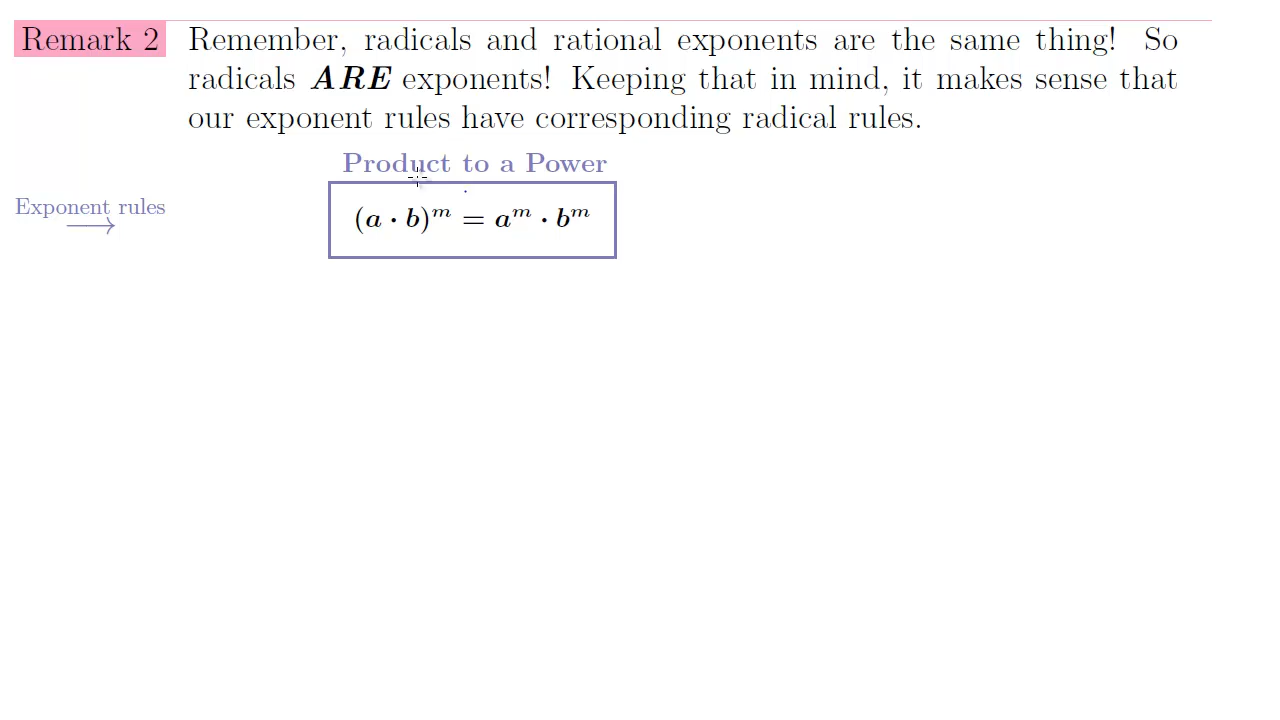 Remark 2 Remember, radicals and rational exponents are the same thing! So
radicals ARE exponents! Keeping that in mind, it makes sense that
our exponent rules have corresponding radical rules.
Product to a Power
Exponent rules
⟶
(a · b)^m = a^m · b^m